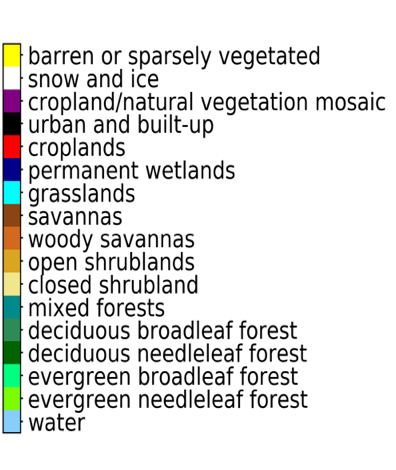 barren or sparsely vegetated
snow and ice
cropland/natural vegetation mosaic
urban and built-up
croplands
permanent wetlands
grasslands
savannas
woody savannas
open shrublands
closed shrubland
mixed forests
deciduous broadleaf forest
deciduous needleleaf forest
evergreen broadleaf forest
evergreen needleleaf forest
water